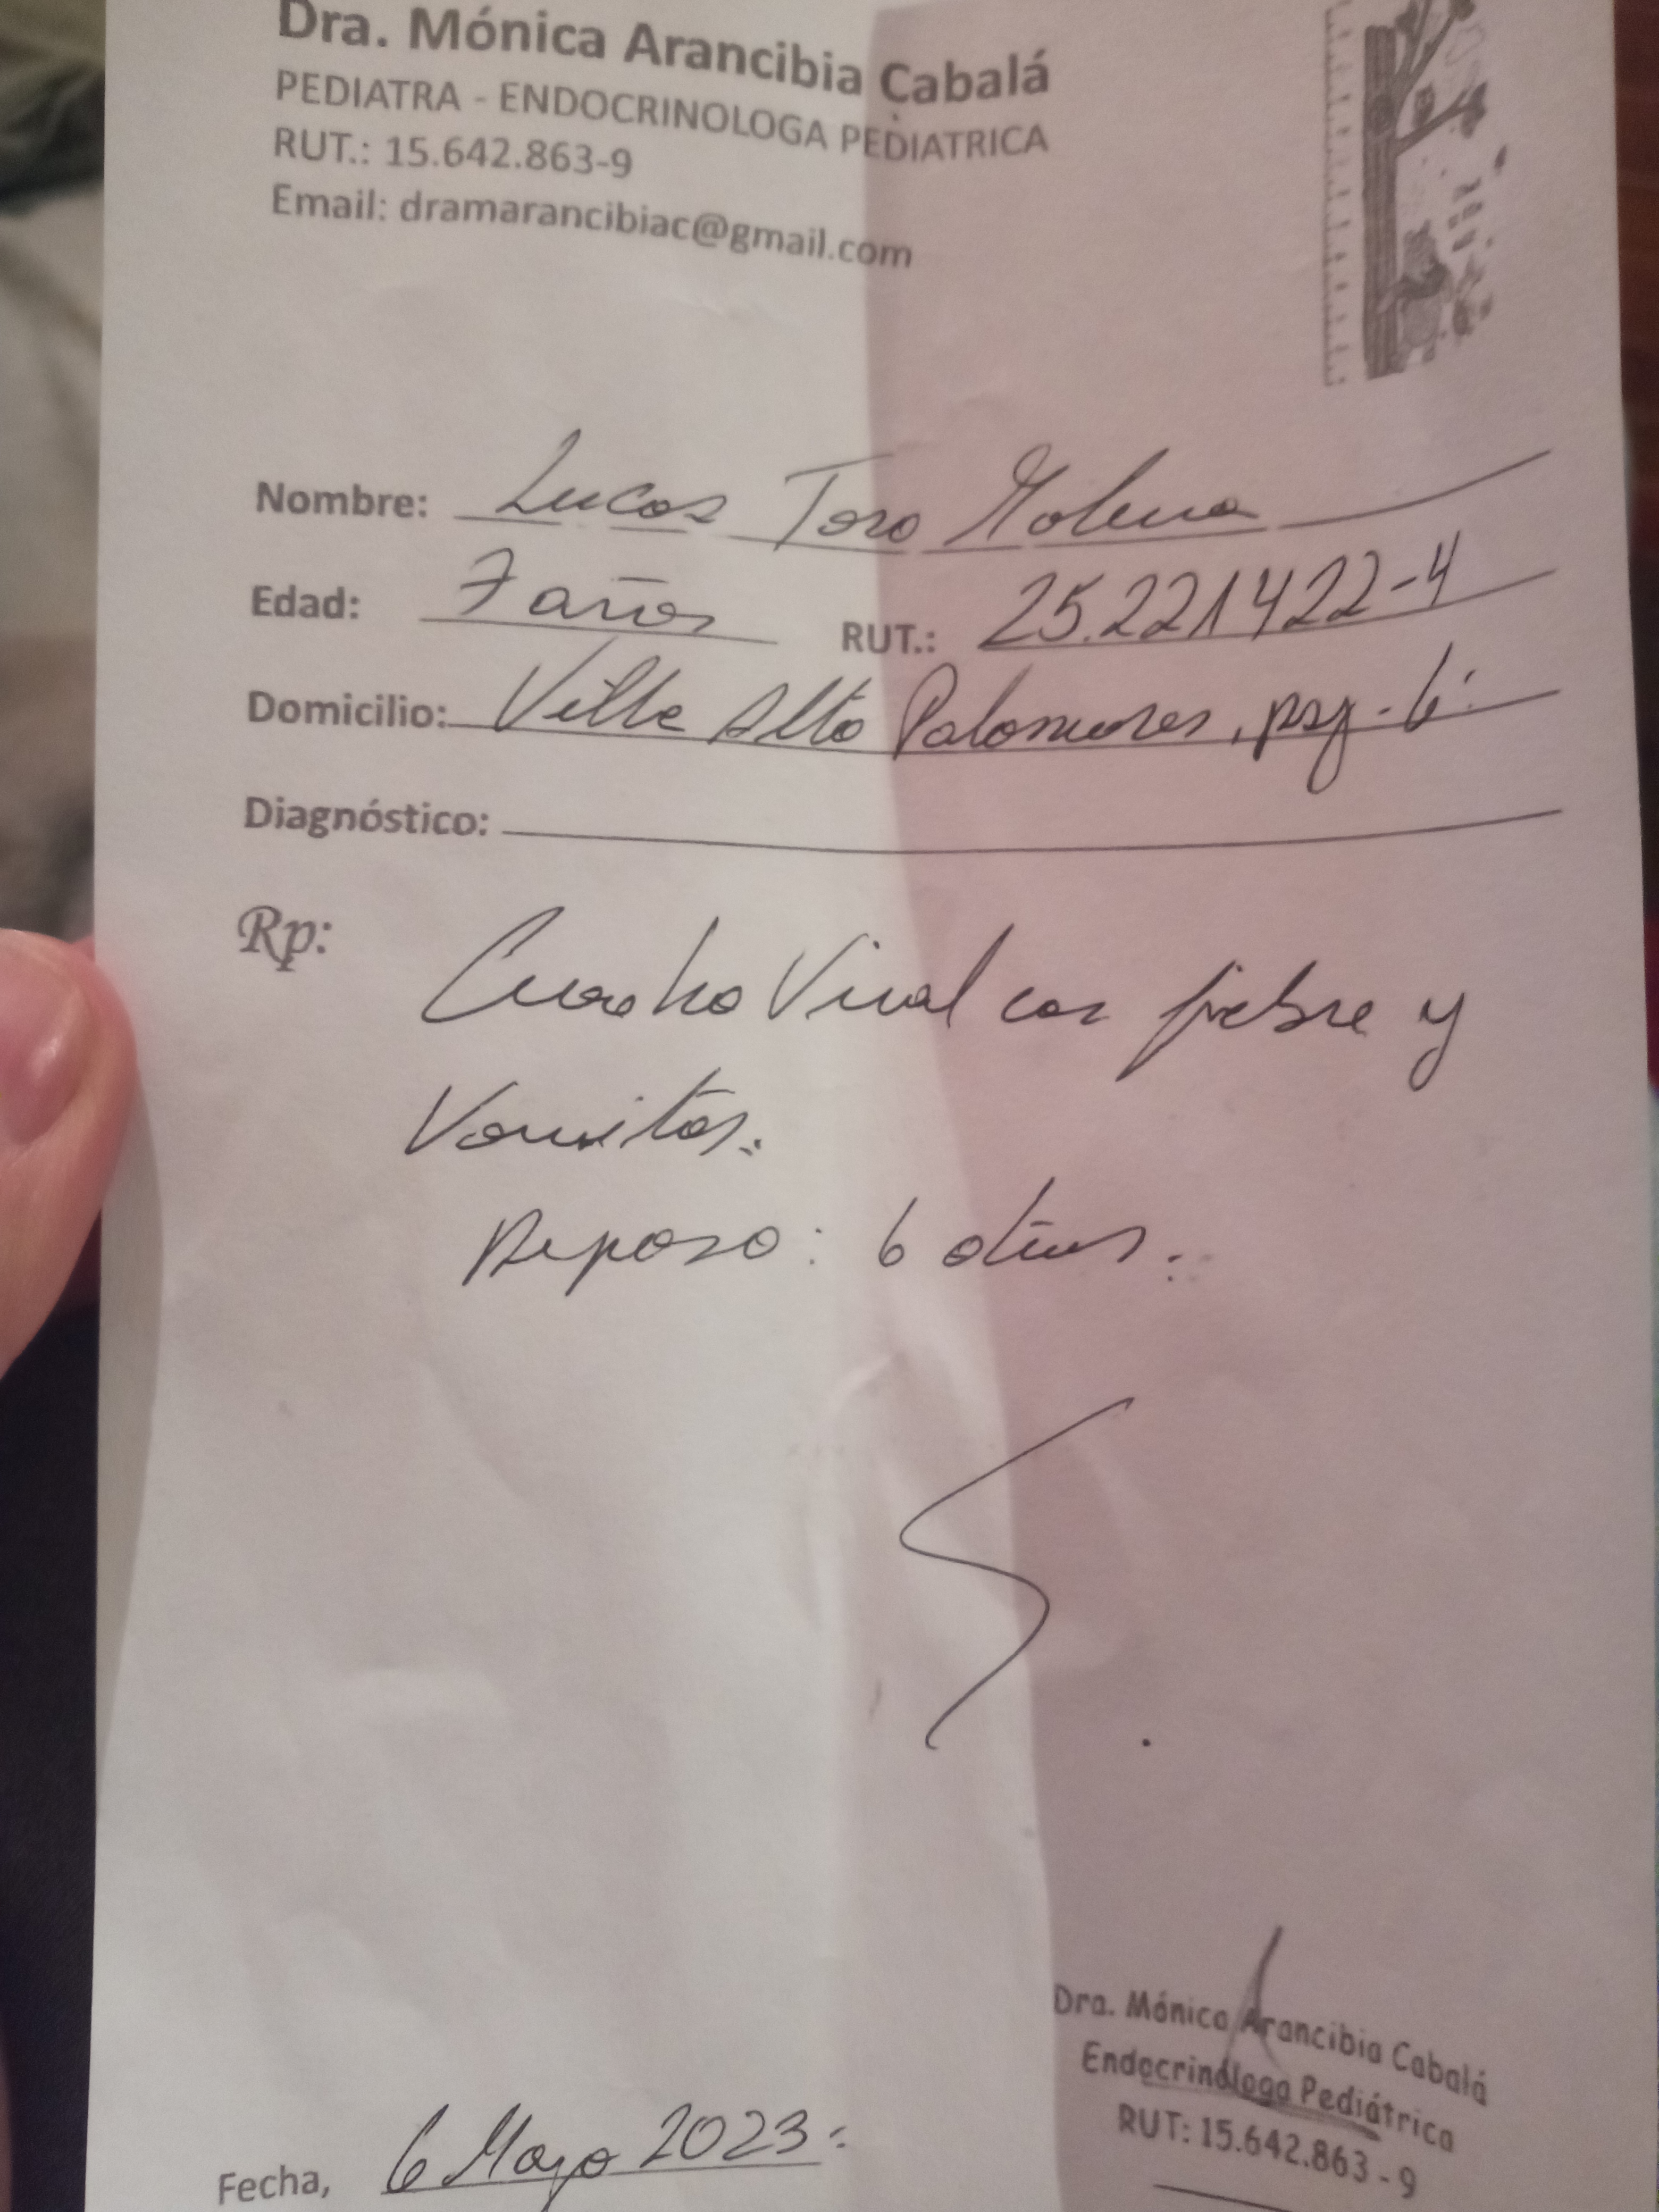 Dra. Mónica Arancibia Cabalá
PEDIATRA - ENDOCRINOLOGA PEDIATRICA
RUT.: 15.642.863-9
Email: dramarancibiac@gmail.com
Nombre: Lucas Toro Molina
Edad: 7 años RUT.: 25.221422-4
Domicilio: Villa Alto Palomares, psj. 6.
Diagnóstico:
Rp:
Cuadro Viral con fiebre y
Vomitos.
Reposo: 6 días.
Dra. Mónica Arancibia Cabalá
Endocrinóloga Pediátrica
RUT: 15.642.863-9
Fecha, 6 Mayo 2023.